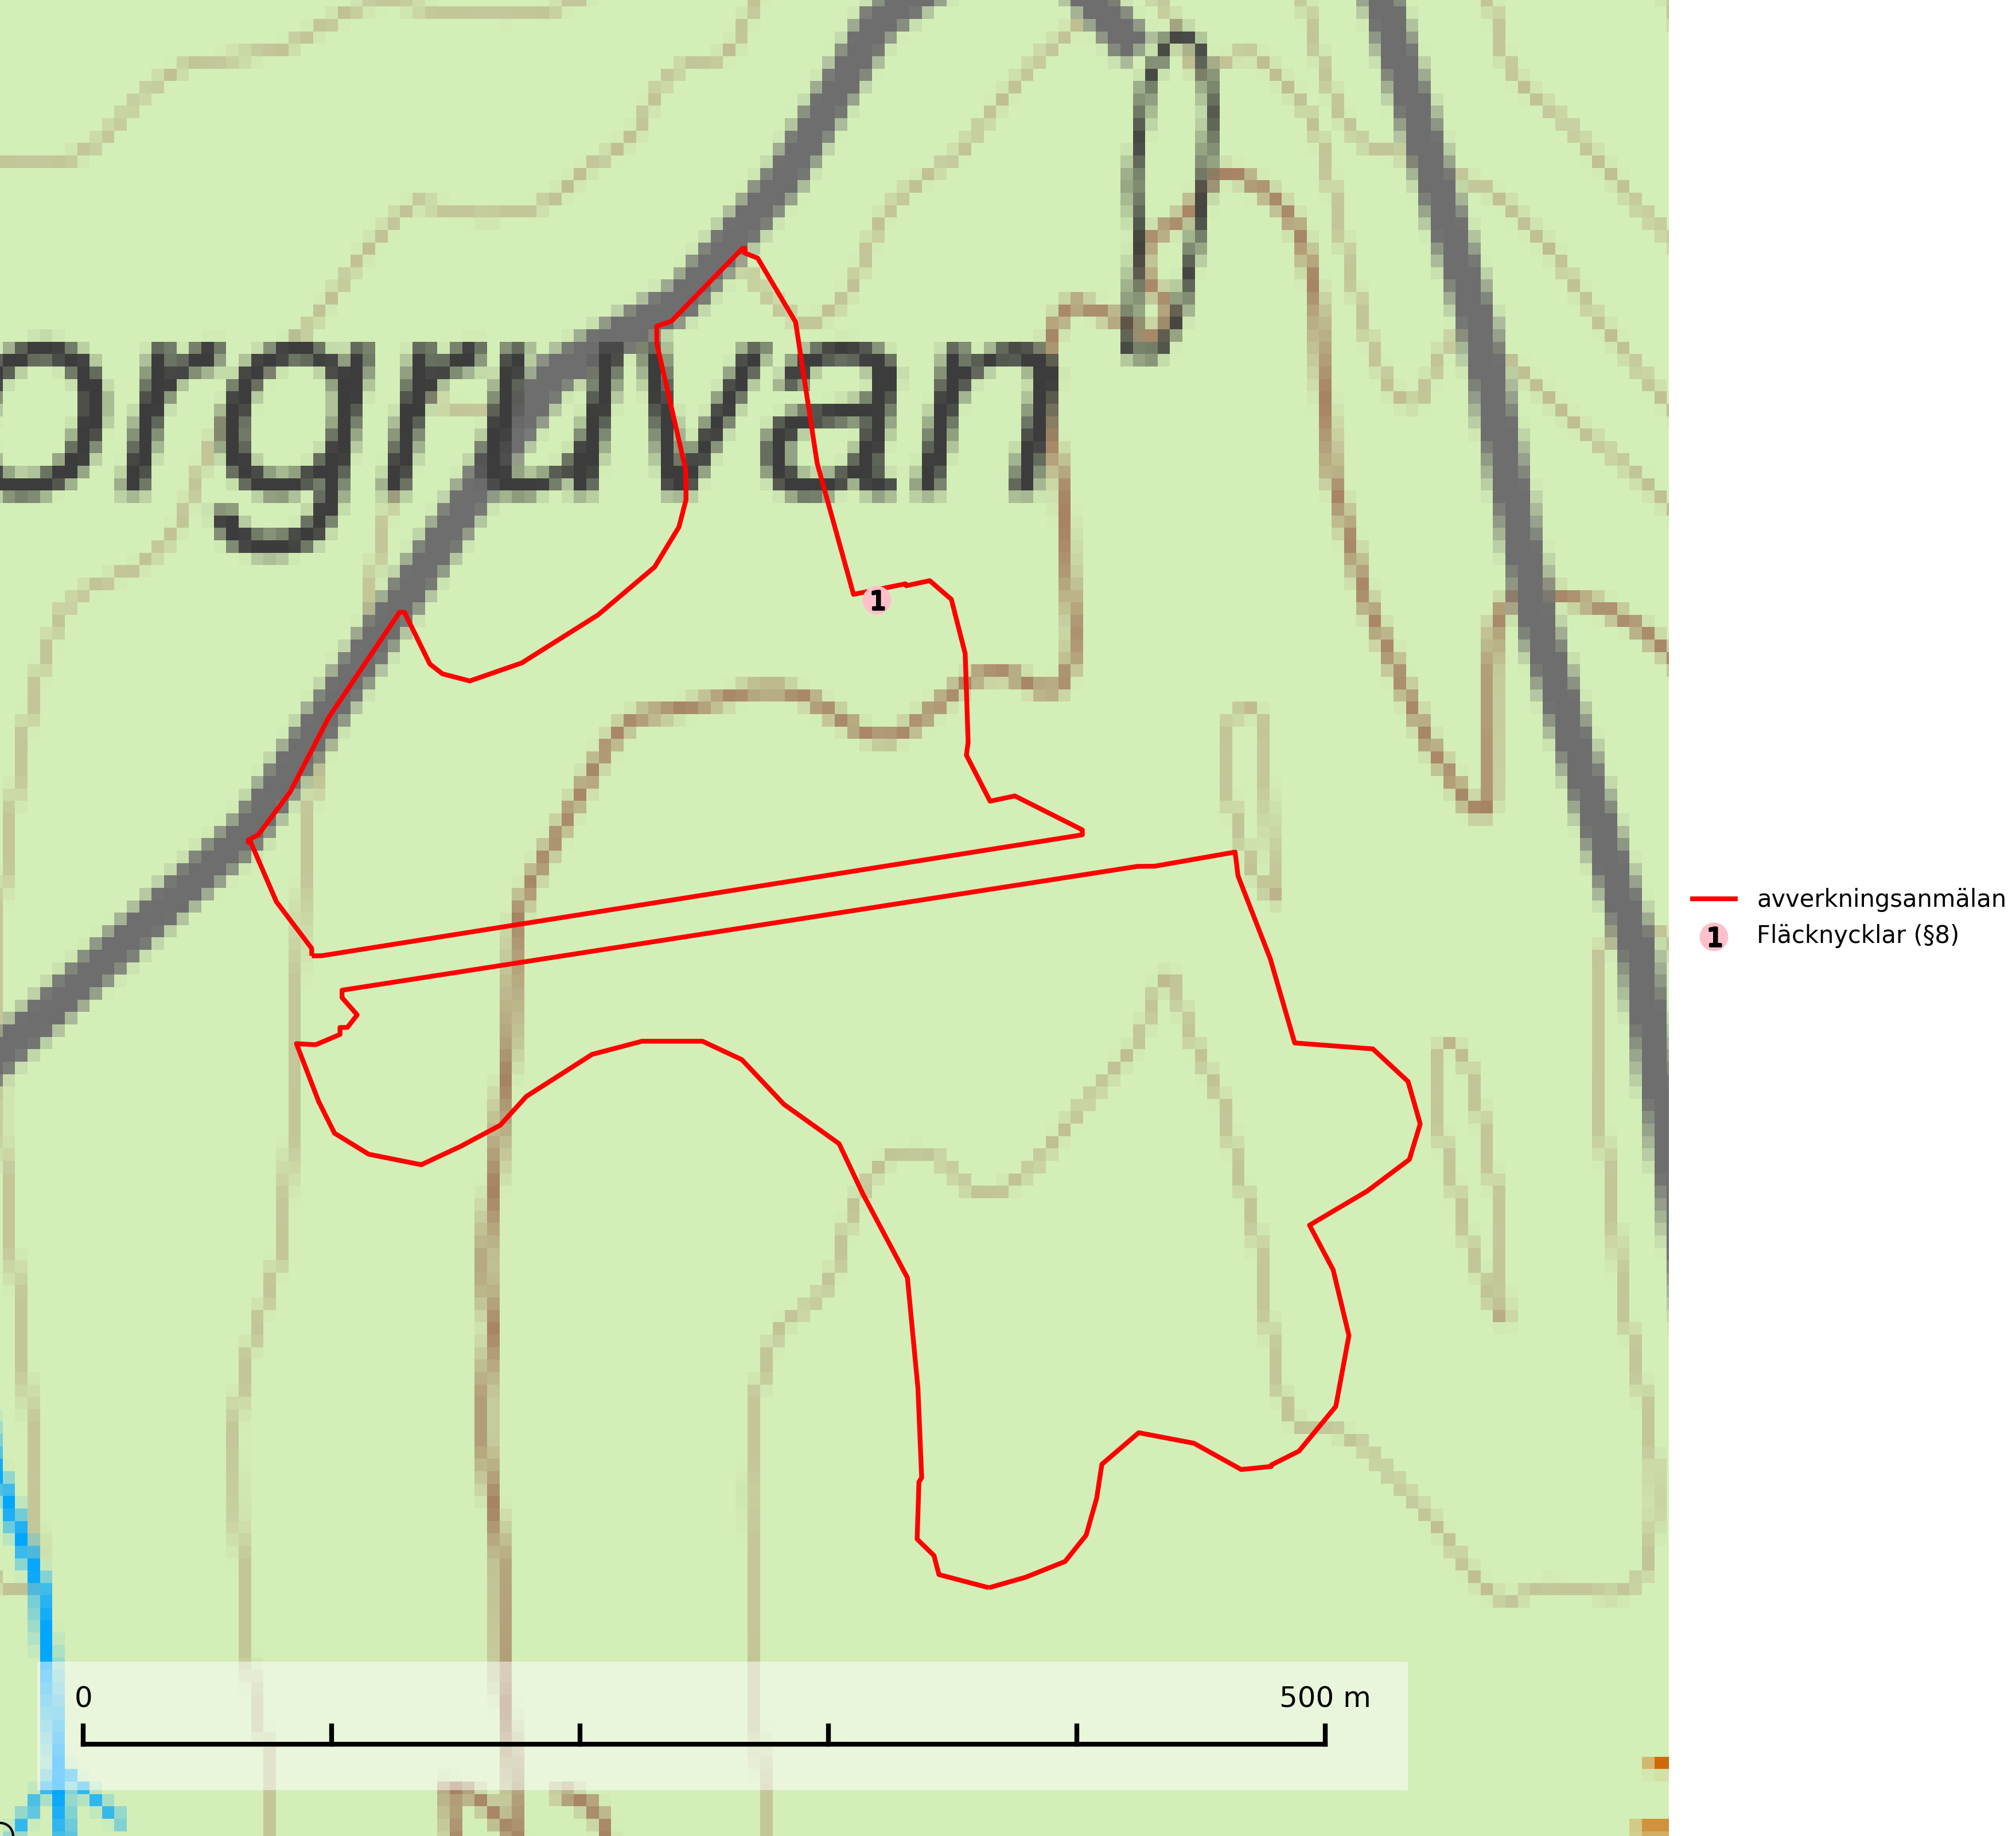 orgruvan
1
avverkningsanmälan
1 Fläcknycklar (§8)
0 500 m